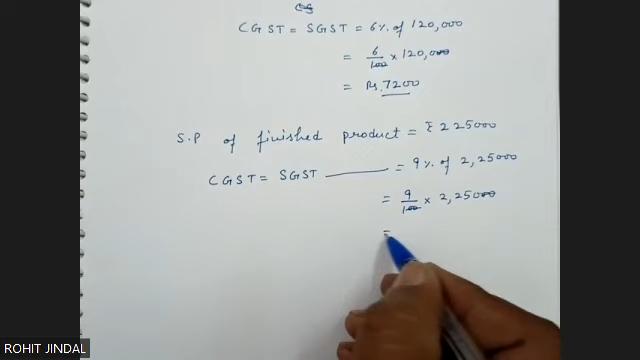 CGST = SGST = 6% of 120,000
= 6/100 x 120,000
= Rs. 7200
S.P of finished product = ₹ 225000
CGST = SGST ——— = 9% of 2,25000
= 9/100 x 2,25000
=
ROHIT JINDAL